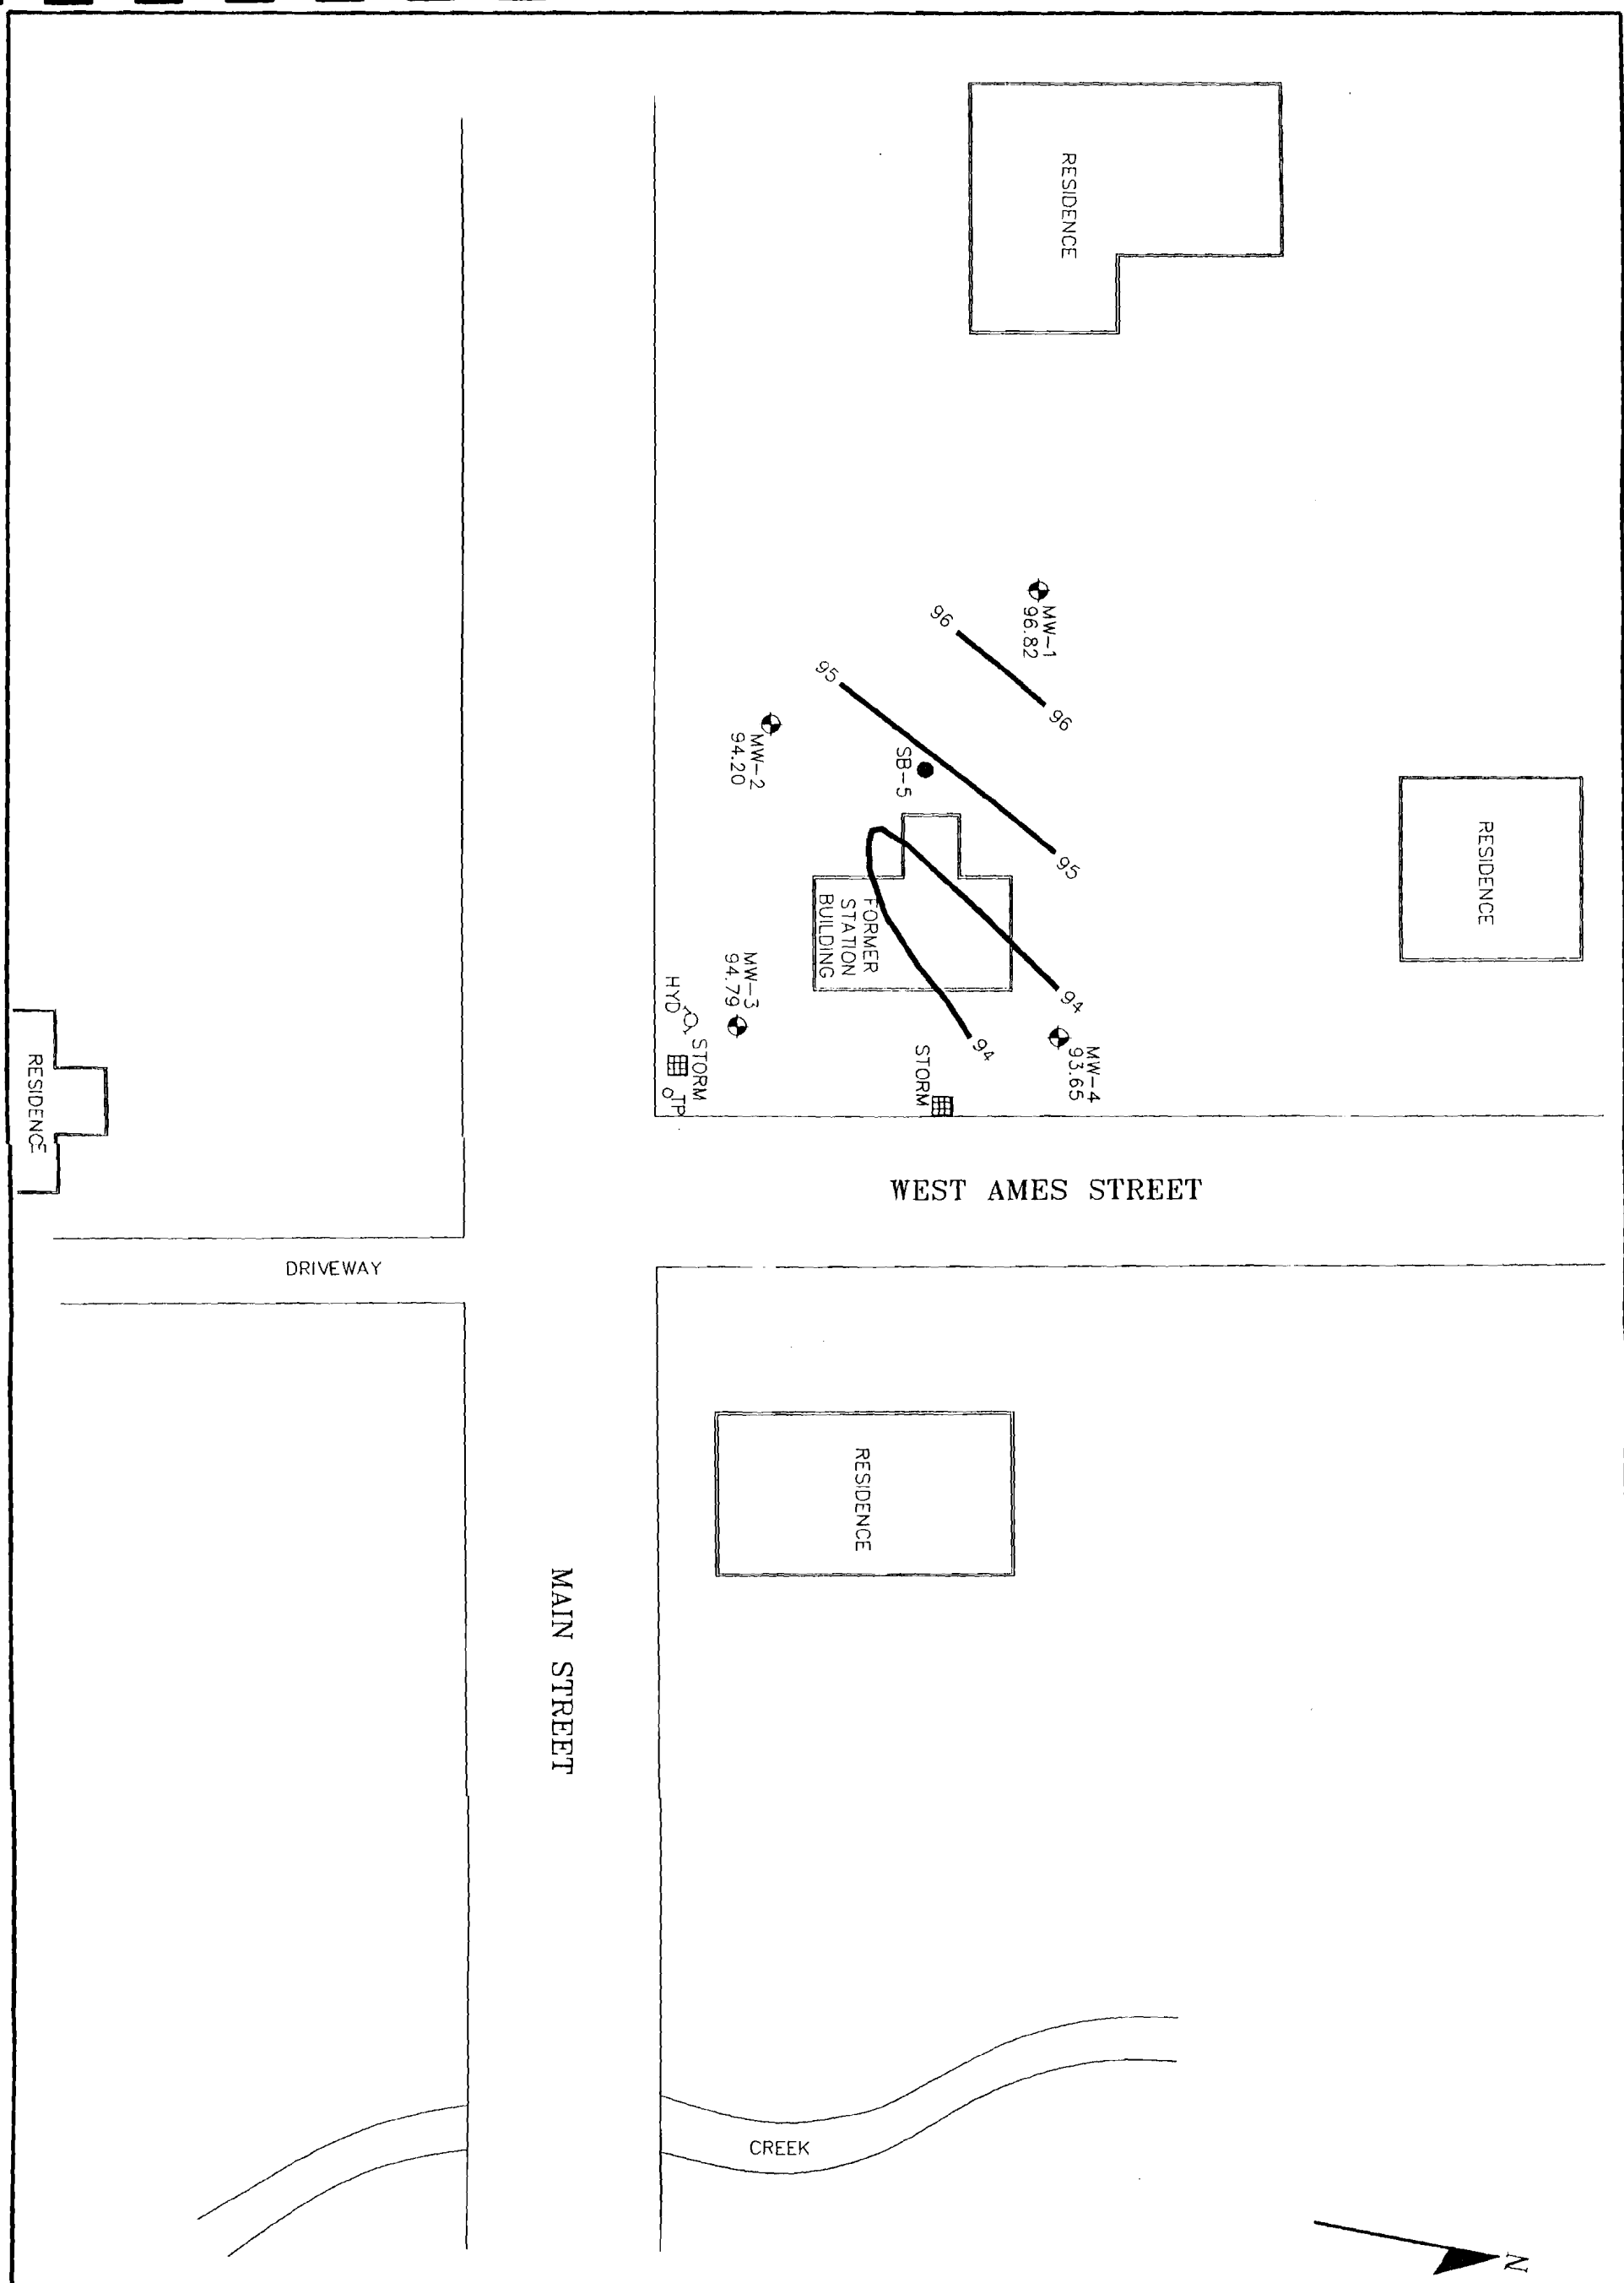 RESIDENCE
RESIDENCE
MW-1
96.82
96
96
95
95
SB-5
MW-2
94.20
FORMER
STATION
BUILDING
94
94
MW-3
94.79
HYD
STORM
TP
STORM
MW-4
93.65
RESIDENCE
WEST AMES STREET
DRIVEWAY
RESIDENCE
MAIN STREET
CREEK
N